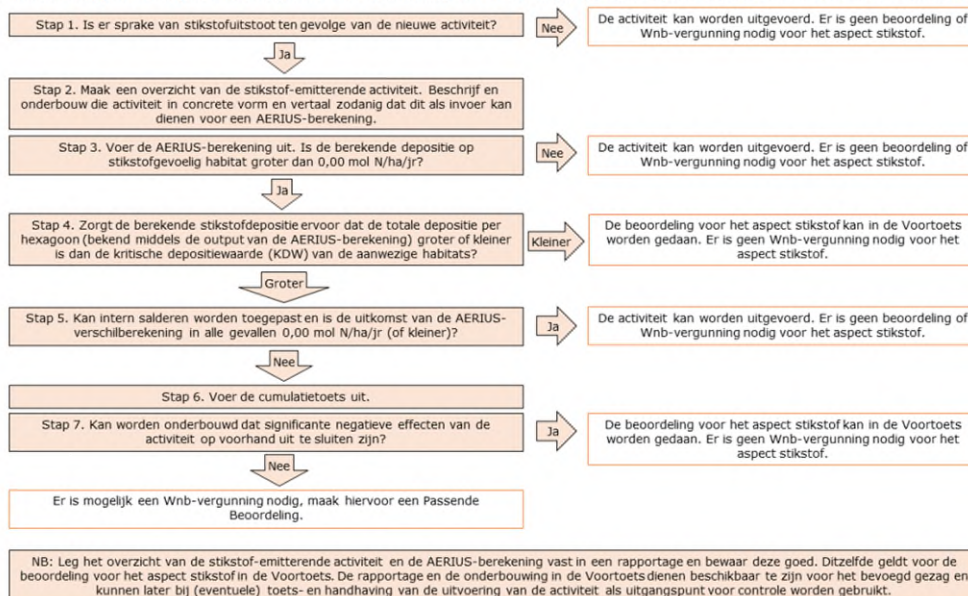 Stap 1. Is er sprake van stikstofuitstoot ten gevolge van de nieuwe activiteit?
Nee
De activiteit kan worden uitgevoerd. Er is geen beoordeling of
Wnb-vergunning nodig voor het aspect stikstof.
Ja
Stap 2. Maak een overzicht van de stikstof-emitterende activiteit. Beschrijf en
onderbouw die activiteit in concrete vorm en vertaal zodanig dat dit als invoer kan
dienen voor een AERIUS-berekening.
Stap 3. Voer de AERIUS-berekening uit. Is de berekende depositie op
stikstofgevoelig habitat groter dan 0,00 mol N/ha/jr?
Nee
De activiteit kan worden uitgevoerd. Er is geen beoordeling of
Wnb-vergunning nodig voor het aspect stikstof.
Ja
Stap 4. Zorgt de berekende stikstofdepositie ervoor dat de totale depositie per
hexagoon (bekend middels de output van de AERIUS-berekening) groter of kleiner
is dan de kritische depositiewaarde (KDW) van de aanwezige habitats?
Kleiner
De beoordeling voor het aspect stikstof kan in de Voortoets
worden gedaan. Er is geen Wnb-vergunning nodig voor het
aspect stikstof.
Groter
Stap 5. Kan intern salderen worden toegepast en is de uitkomst van de AERIUS-
verschilberekening in alle gevallen 0,00 mol N/ha/jr (of kleiner)?
Ja
De activiteit kan worden uitgevoerd. Er is geen beoordeling of
Wnb-vergunning nodig voor het aspect stikstof.
Nee
Stap 6. Voer de cumulatietoets uit.
Stap 7. Kan worden onderbouwd dat significante negatieve effecten van de
activiteit op voorhand uit te sluiten zijn?
Ja
De beoordeling voor het aspect stikstof kan in de Voortoets
worden gedaan. Er is geen Wnb-vergunning nodig voor het
aspect stikstof.
Nee
Er is mogelijk een Wnb-vergunning nodig, maak hiervoor een Passende
Beoordeling.
NB: Leg het overzicht van de stikstof-emitterende activiteit en de AERIUS-berekening vast in een rapportage en bewaar deze goed. Ditzelfde geldt voor de
beoordeling voor het aspect stikstof in de Voortoets. De rapportage en de onderbouwing in de Voortoets dienen beschikbaar te zijn voor het bevoegd gezag en
kunnen later bij (eventuele) toets- en handhaving van de uitvoering van de activiteit als uitgangspunt voor controle worden gebruikt.